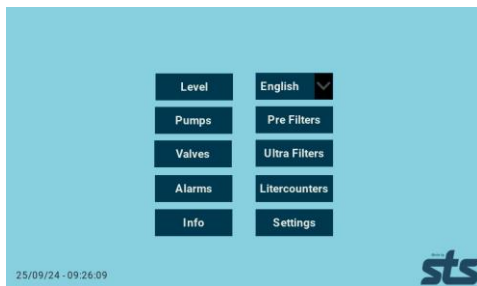 Level
English
Pumps
Pre Filters
Valves
Ultra Filters
Alarms
Litercounters
Info
Settings
25/09/24 - 09:26:09
sts